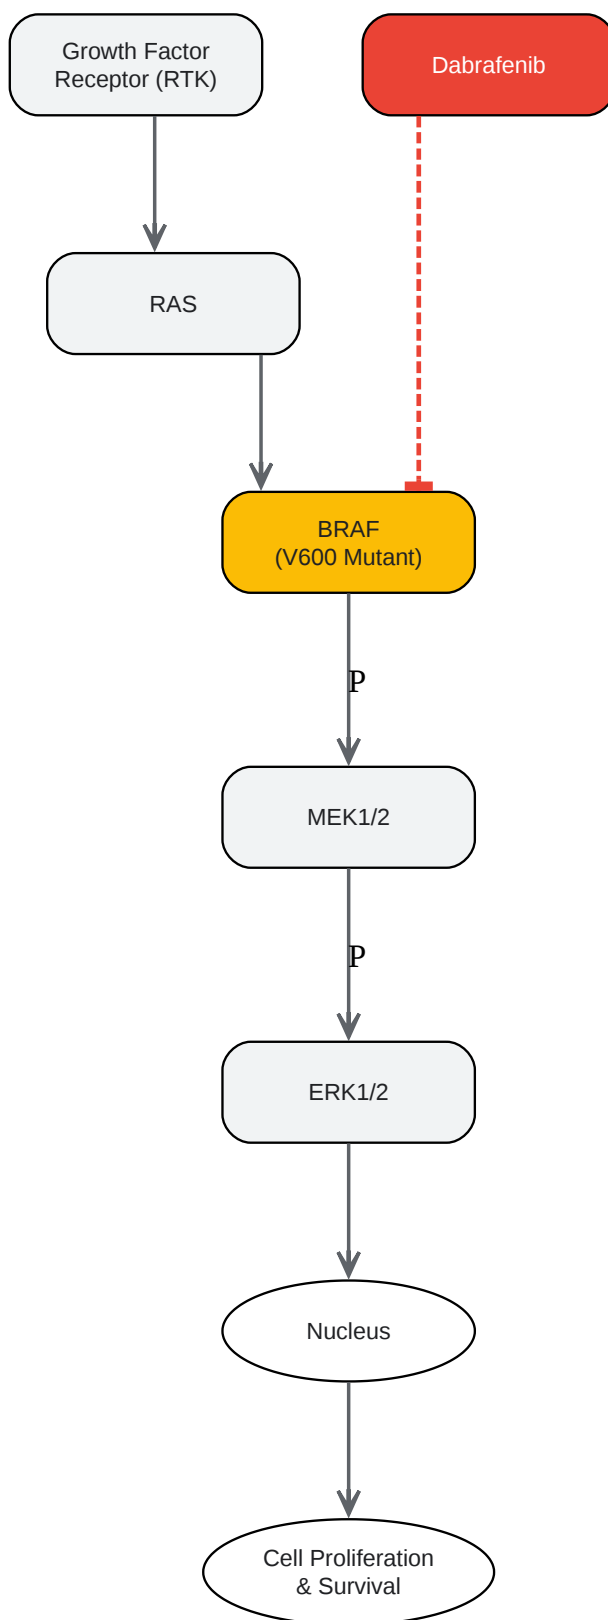 Growth Factor
Receptor (RTK)
Dabrafenib
RAS
BRAF
(V600 Mutant)
P
MEK1/2
P
ERK1/2
Nucleus
Cell Proliferation
& Survival